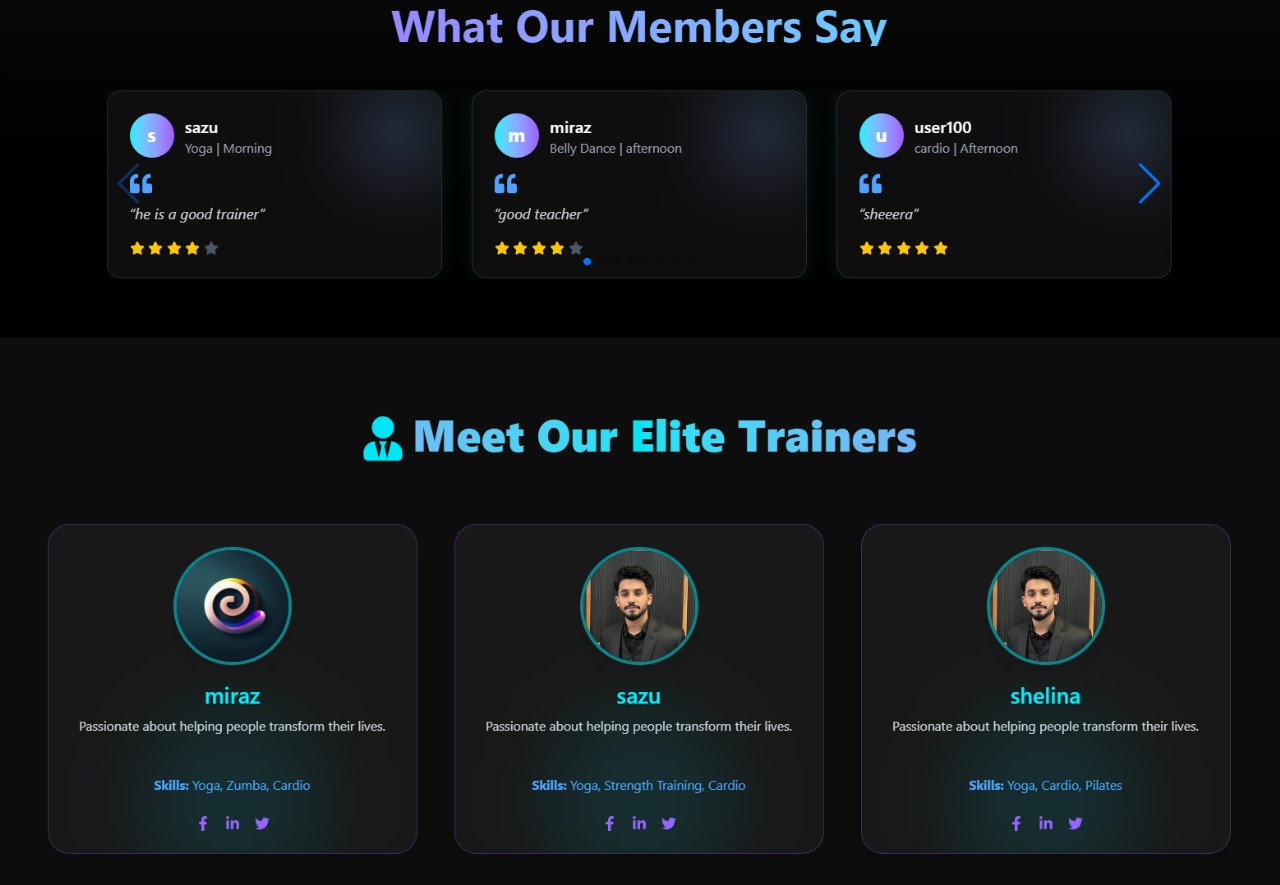 What Our Members Say
s
sazu
Yoga | Morning
“he is a good trainer”
m
miraz
Belly Dance | afternoon
“good teacher”
u
user100
cardio | Afternoon
“sheeera”
Meet Our Elite Trainers
miraz
Passionate about helping people transform their lives.
Skills: Yoga, Zumba, Cardio
sazu
Passionate about helping people transform their lives.
Skills: Yoga, Strength Training, Cardio
shelina
Passionate about helping people transform their lives.
Skills: Yoga, Cardio, Pilates